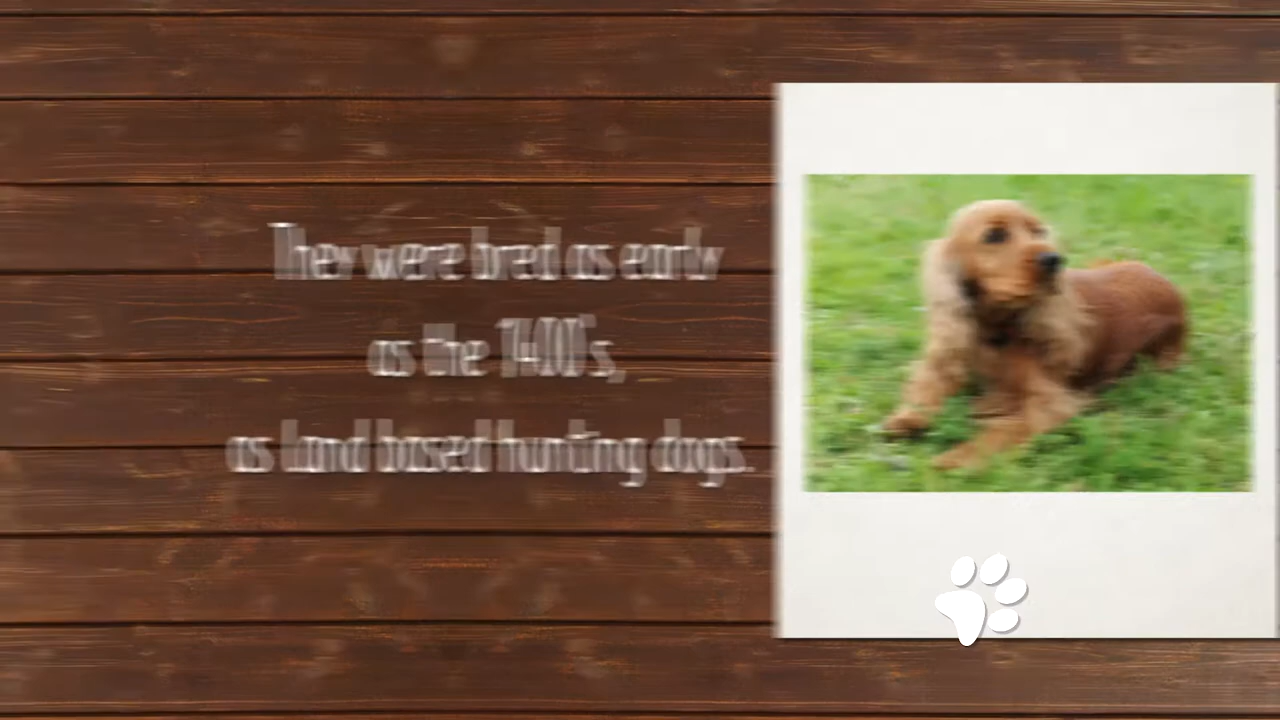 They were bred as early
as the 1400's,
as land based hunting dogs.